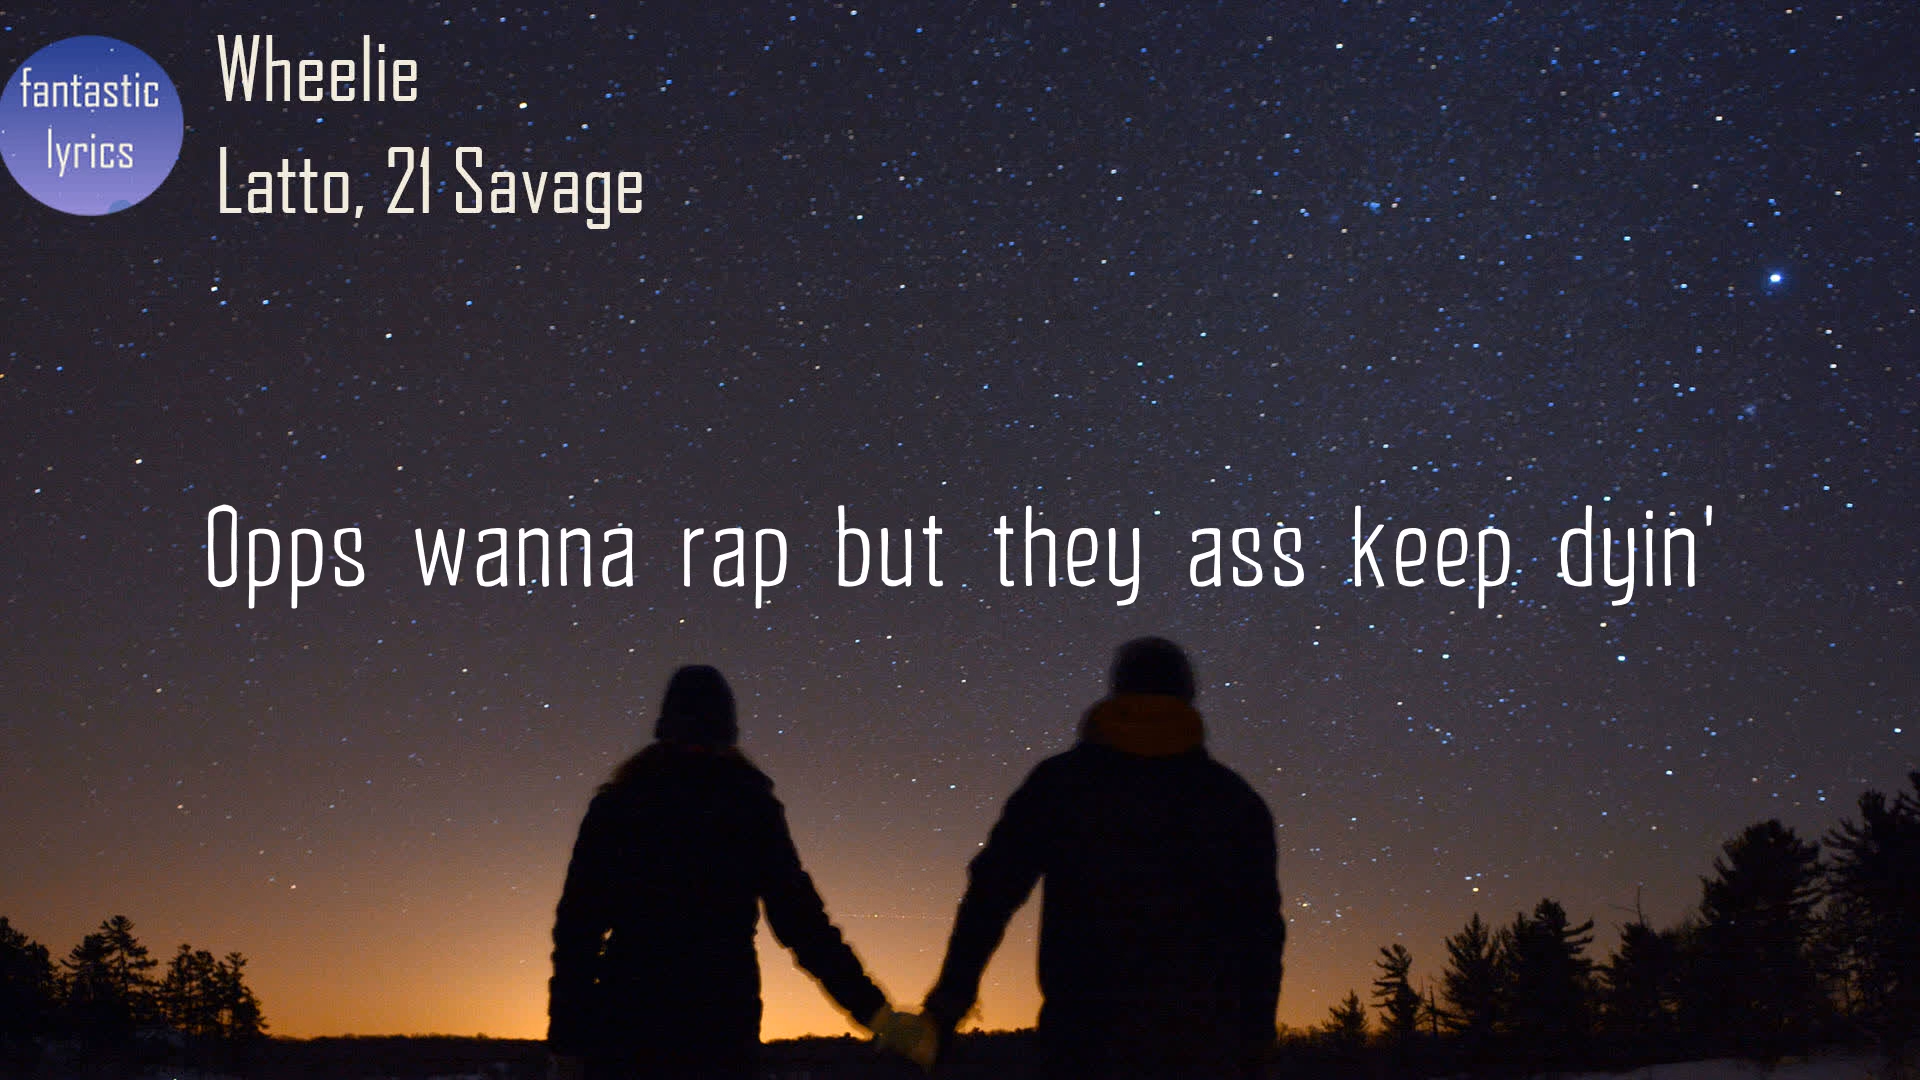 fantastic
lyrics
Wheelie
Latto, 21 Savage
Opps wanna rap but they ass keep dyin'